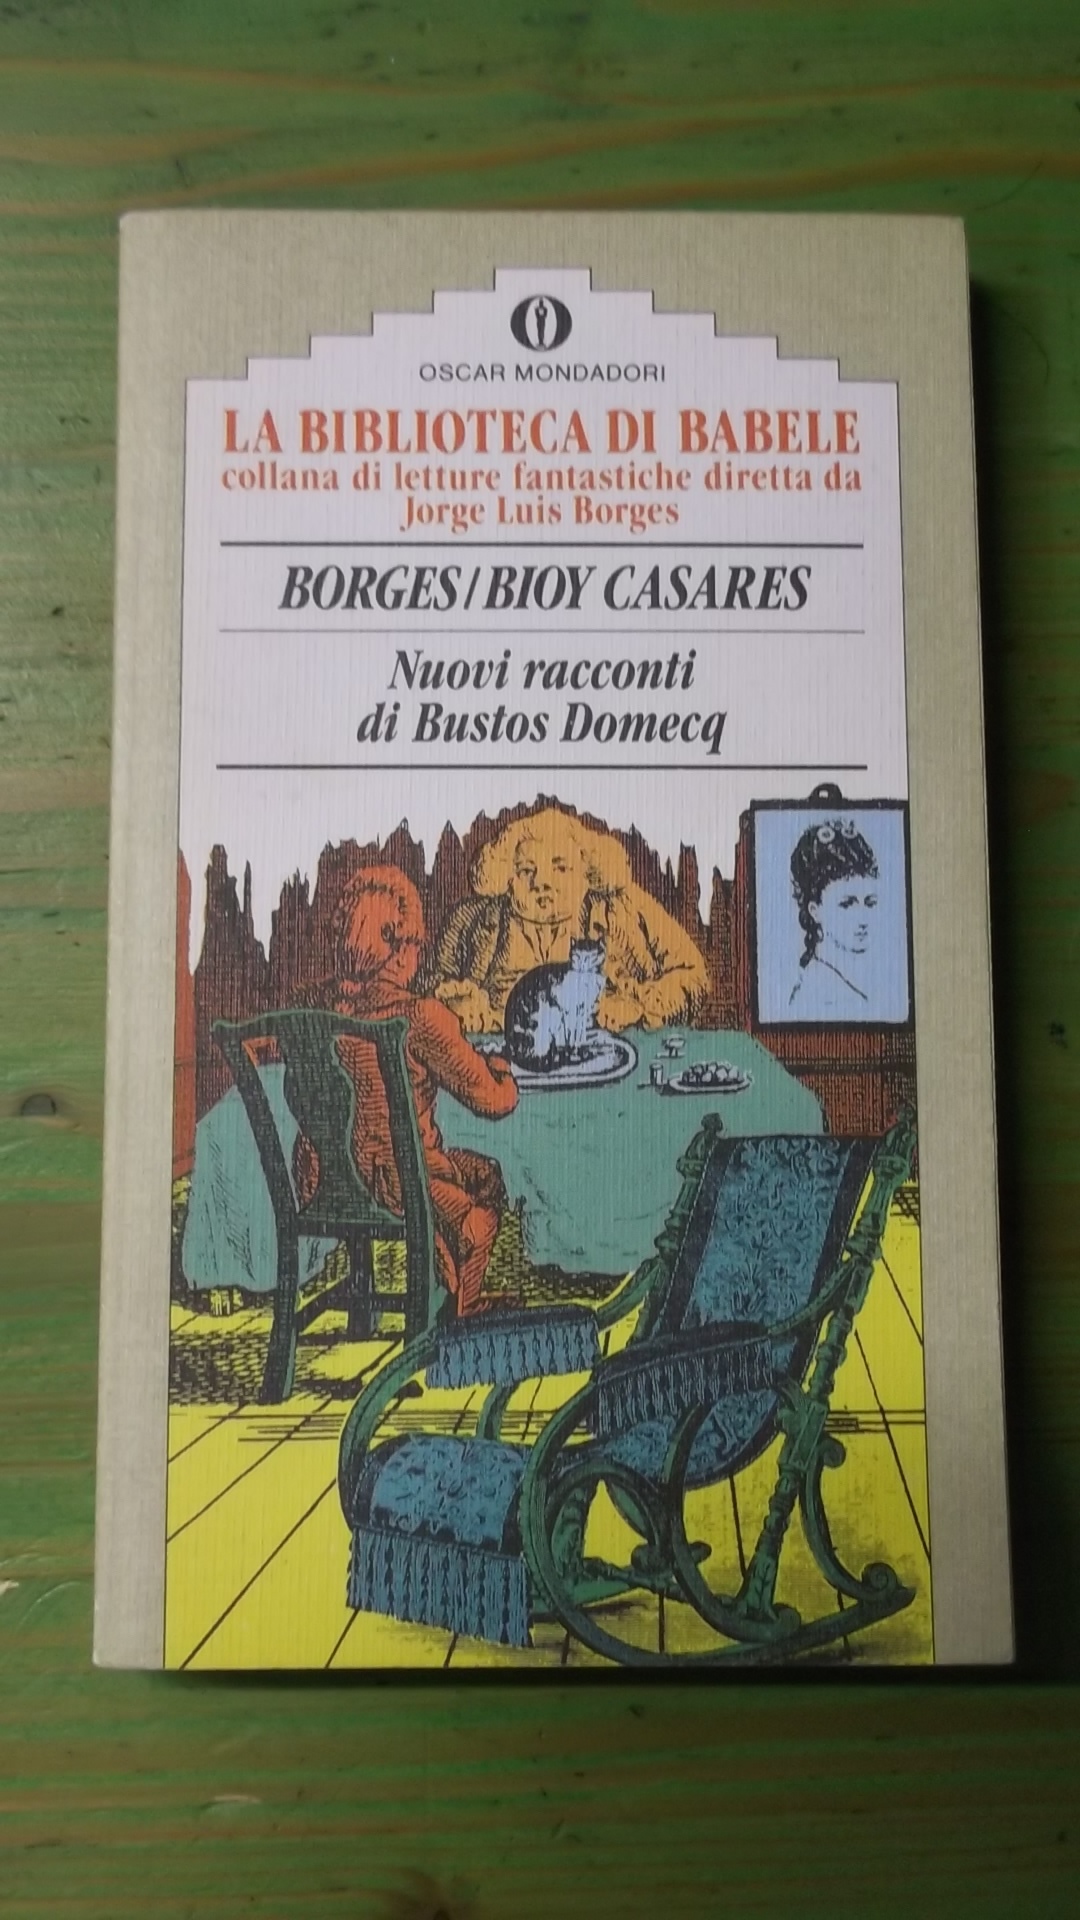 OSCAR MONDADORI
LA BIBLIOTECA DI BABELE
collana di letture fantastiche diretta da
Jorge Luis Borges
BORGES/BIOY CASARES
Nuovi racconti
di Bustos Domecq